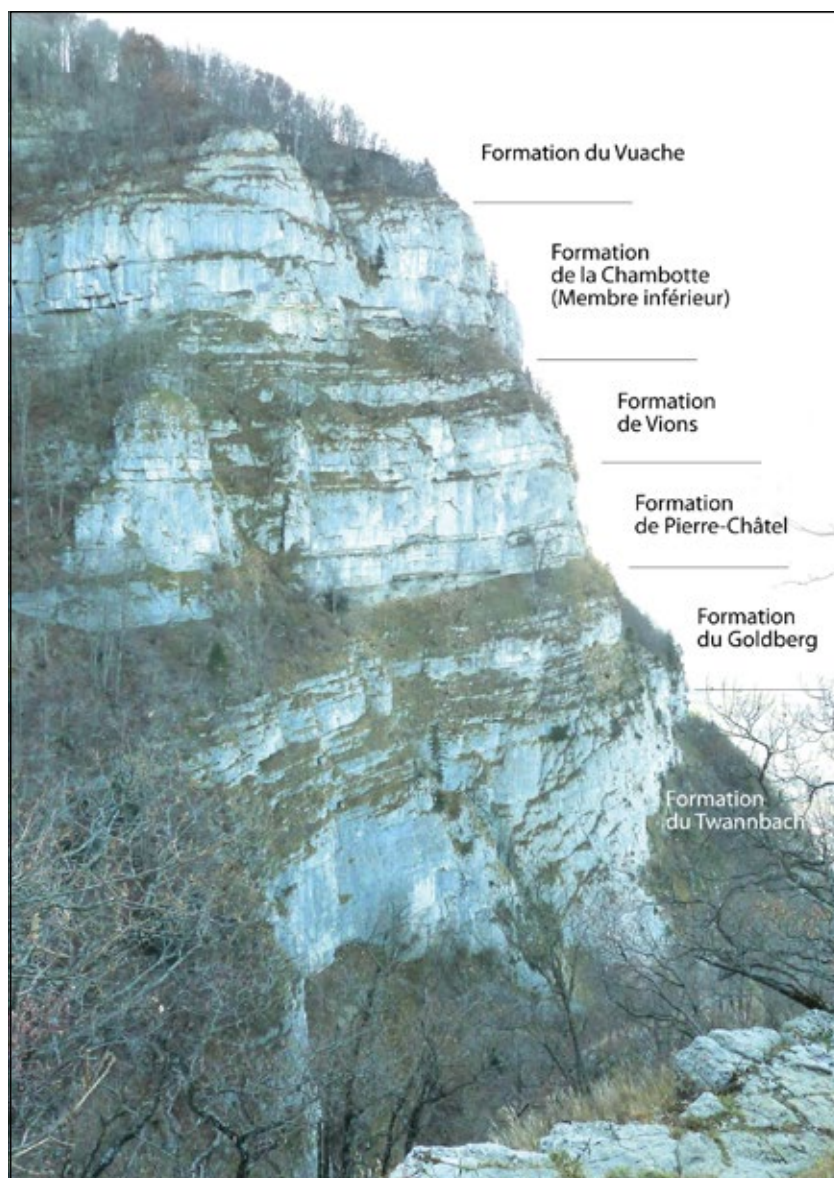 Formation du Vuache
Formation
de la Chambotte
(Membre inférieur)
Formation
de Vions
Formation
de Pierre-Châtel
Formation
du Goldberg
Formation
du Twannbach